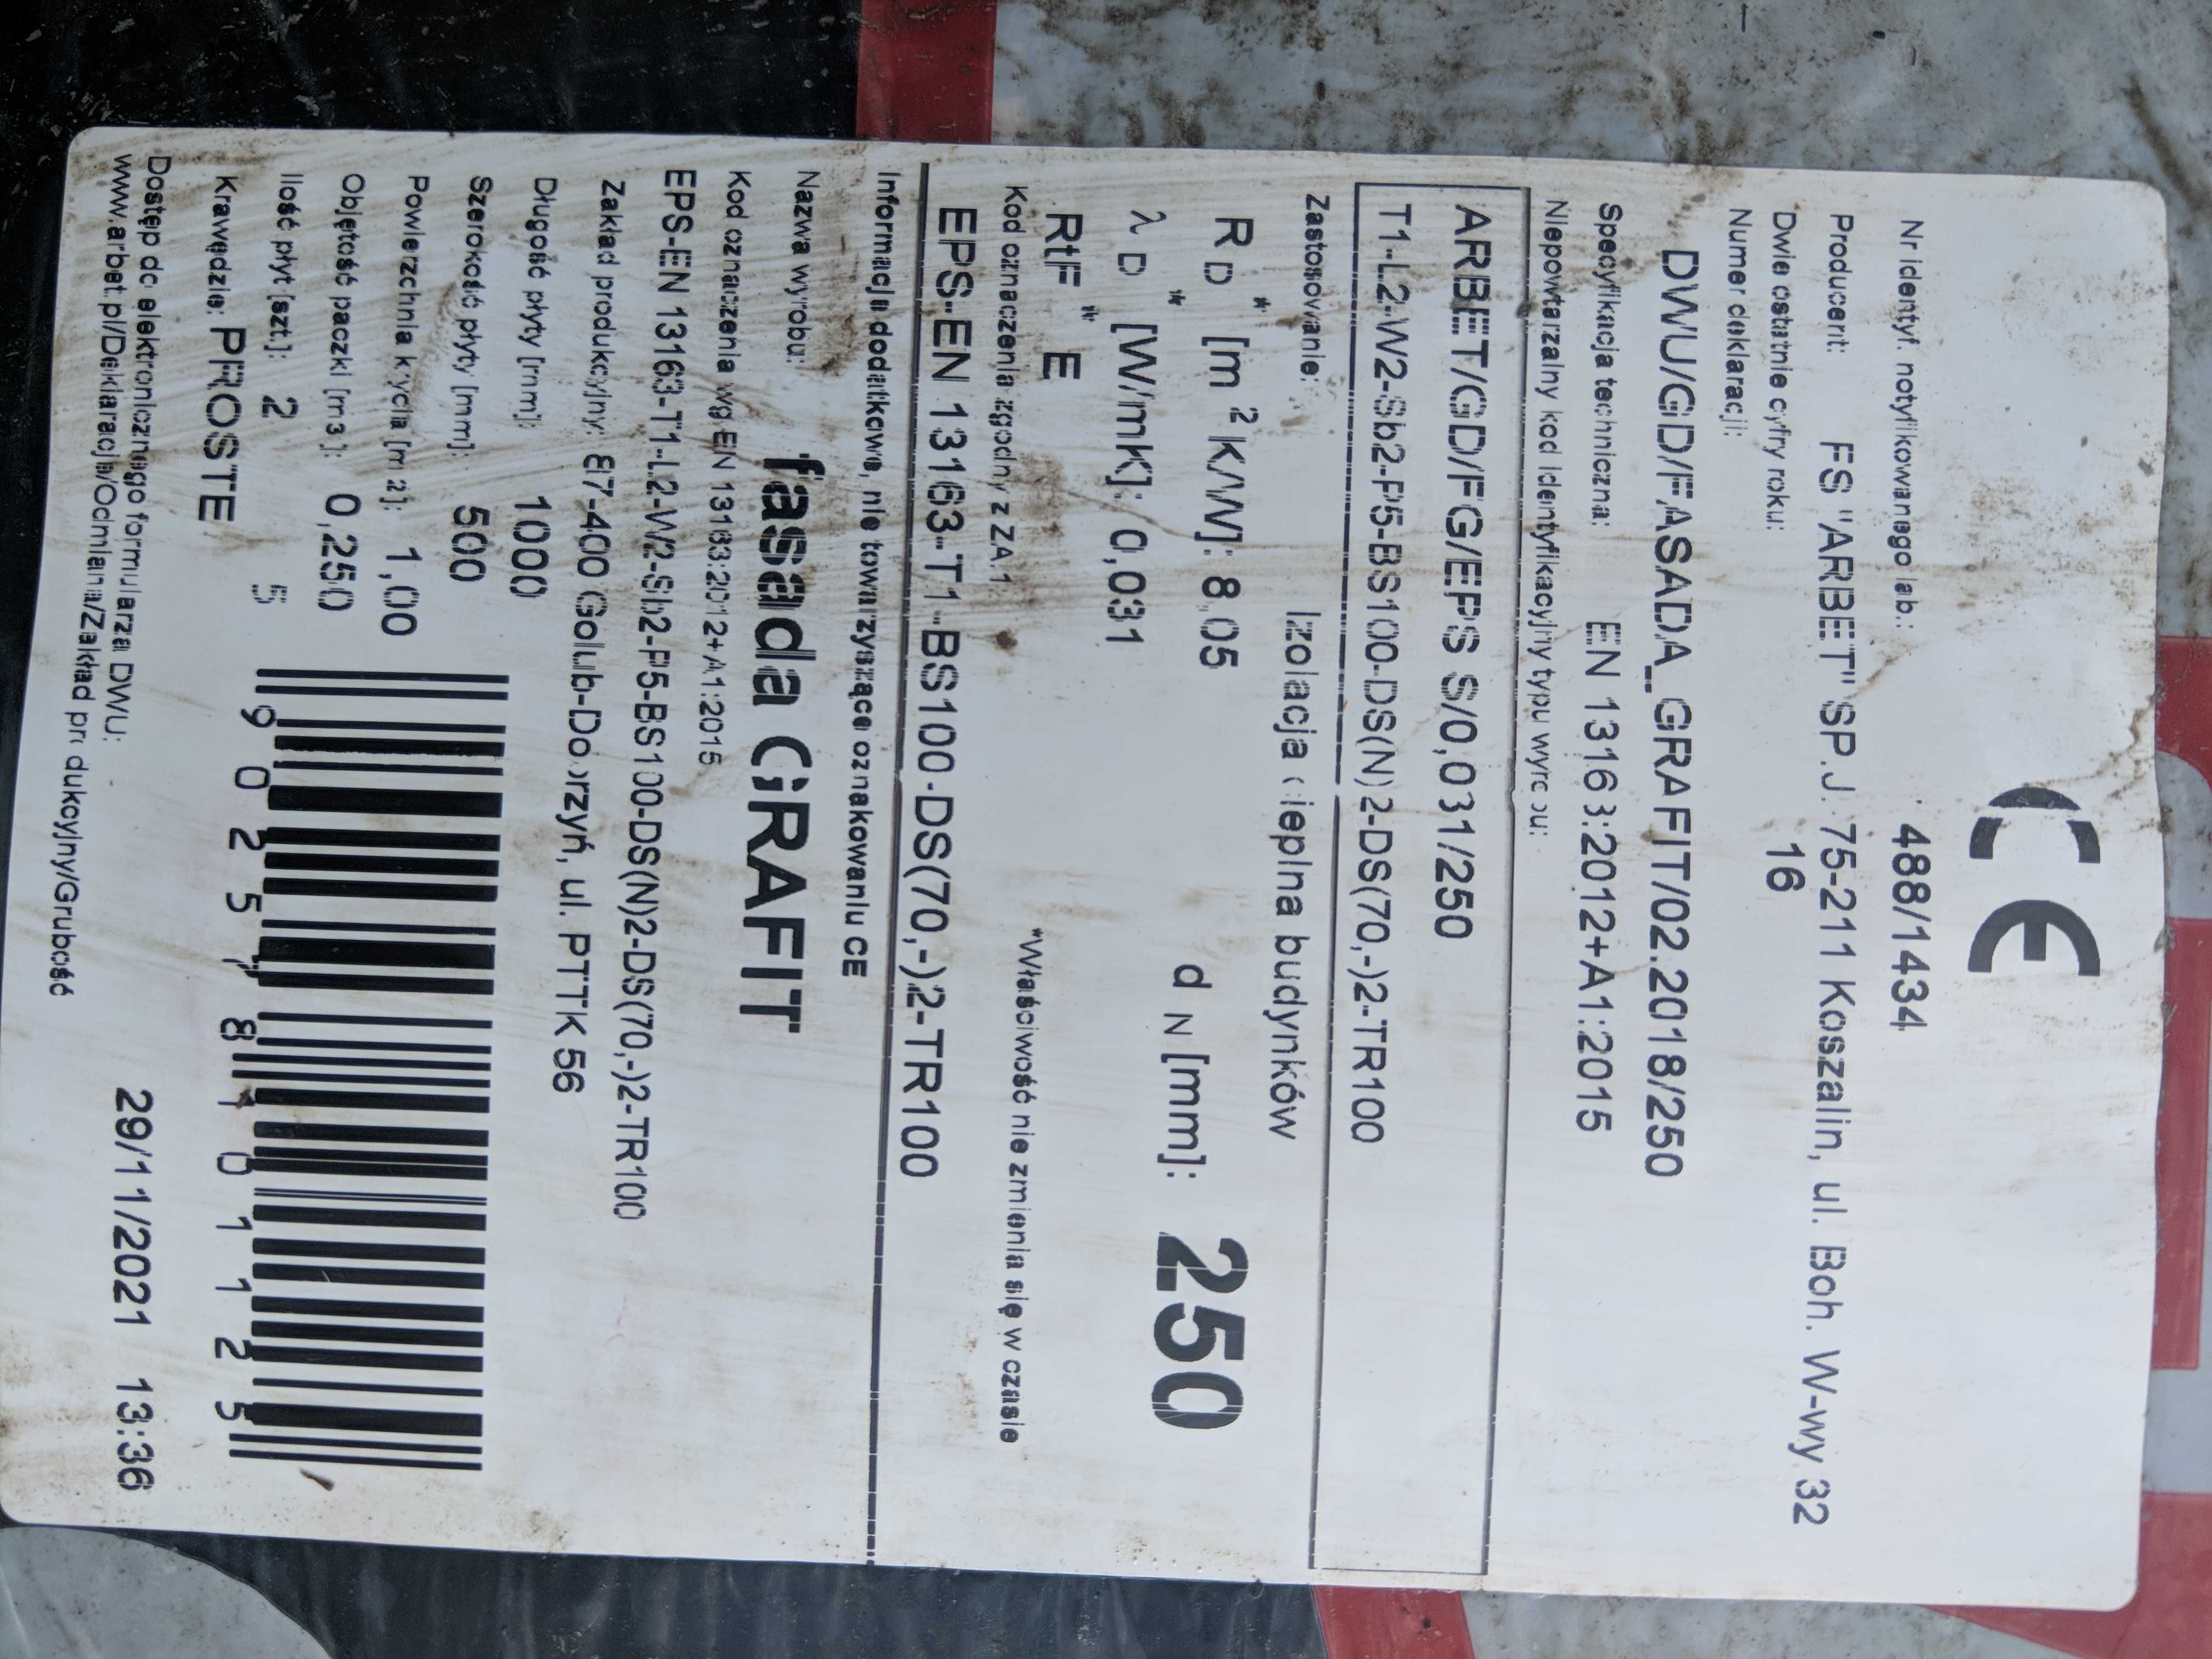 CE
Nr identyf. notyfikowanego lab.: 488/1434
Producent: FS "ARBET" SP.J. 75-211 Koszalin, ul. Boh. W-wy 32
Dwie ostatnie cyfry roku: 16
Numer deklaracji:
DWU/GD/FASADA_GRAFIT/02.2018/250
Specyfikacja techniczna: EN 13163:2012+A1:2015
Niepowtarzalny kod identyfikacyjny typu wyrobu:
ARBET/GD/FG/EPS S/0,031/250
T1-L2-W2-Sb2-P5-BS100-DS(N)2-DS(70,-)2-TR100
Zastosowanie: Izolacja cieplna budynków
R D * [m 2 K/W]: 8,05 d N [mm]: 250
λ D * [W/mK]: 0,031
RtF * E
*Właściwość nie zmienia się w czasie
Kod oznaczenia zgodny z ZA.1
EPS-EN 13163-T1-BS100-DS(70,-)2-TR100
Informacje dodatkowe, nie towarzyszące oznakowaniu CE
Nazwa wyrobu: fasada GRAFIT
Kod oznaczenia wg EN 13163:2012+A1:2015
EPS-EN 13163-T1-L2-W2-Sb2-P5-BS100-DS(N)2-DS(70,-)2-TR100
Zakład produkcyjny: 87-400 Golub-Dobrzyń, ul. PTTK 56
Długość płyty [mm]: 1000
Szerokość płyty [mm]: 500
Powierzchnia krycia [m2]: 1,00
Objętość paczki [m3]: 0,250
Ilość płyt [szt.]: 2
5 902578101125
Krawędzie: PROSTE
Dostęp do elektronicznego formularza DWU:
www.arbet.pl/Deklaracje/Odmiana/Zakład produkcyjny/Grubość
29/11/2021 13:36